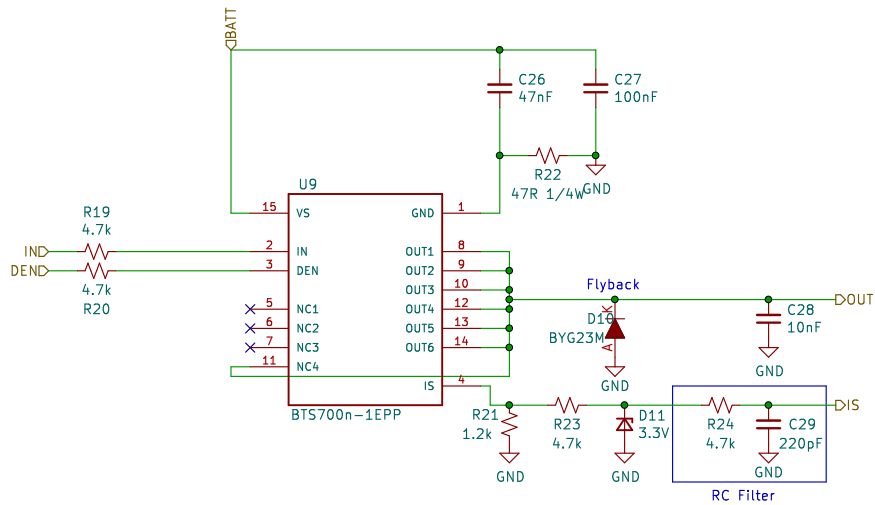 BATT
C26
47nF
C27
100nF
R22
47R 1/4W
GND
U9
15
VS
GND
1
R19
4.7k
IN
2
IN
OUT1
8
DEN
3
DEN
OUT2
9
4.7k
R20
OUT3
10
5
NC1
OUT4
12
6
NC2
OUT5
13
7
NC3
OUT6
14
11
NC4
IS
4
BTS700n-1EPP
Flyback
K
D10
BYG23M
A
GND
OUT
C28
10nF
GND
R21
1.2k
GND
R23
4.7k
D11
3.3V
GND
R24
4.7k
C29
220pF
GND
IS
RC Filter